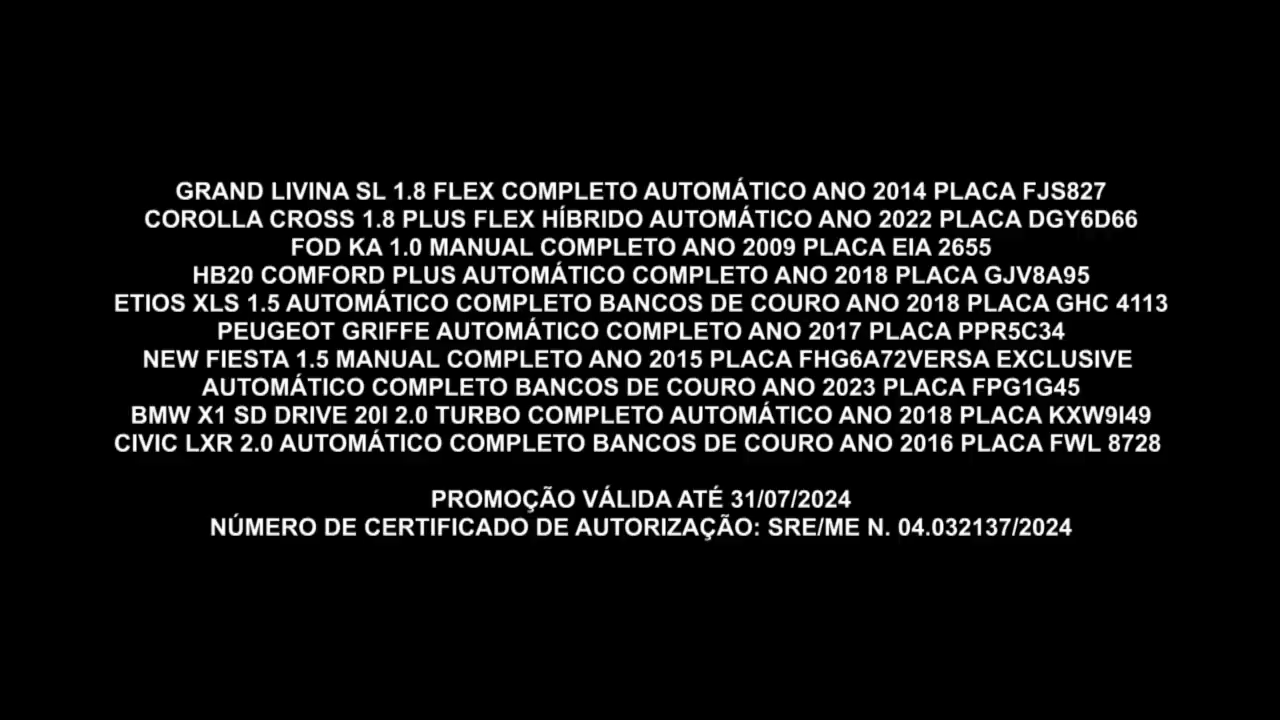 GRAND LIVINA SL 1.8 FLEX COMPLETO AUTOMÁTICO ANO 2014 PLACA FJS827
COROLLA CROSS 1.8 PLUS FLEX HÍBRIDO AUTOMÁTICO ANO 2022 PLACA DGY6D66
FOD KA 1.0 MANUAL COMPLETO ANO 2009 PLACA EIA 2655
HB20 COMFORD PLUS AUTOMÁTICO COMPLETO ANO 2018 PLACA GJV8A95
ETIOS XLS 1.5 AUTOMÁTICO COMPLETO BANCOS DE COURO ANO 2018 PLACA GHC 4113
PEUGEOT GRIFFE AUTOMÁTICO COMPLETO ANO 2017 PLACA PPR5C34
NEW FIESTA 1.5 MANUAL COMPLETO ANO 2015 PLACA FHG6A72VERSA EXCLUSIVE
AUTOMÁTICO COMPLETO BANCOS DE COURO ANO 2023 PLACA FPG1G45
BMW X1 SD DRIVE 20I 2.0 TURBO COMPLETO AUTOMÁTICO ANO 2018 PLACA KXW9I49
CIVIC LXR 2.0 AUTOMÁTICO COMPLETO BANCOS DE COURO ANO 2016 PLACA FWL 8728
PROMOÇÃO VÁLIDA ATÉ 31/07/2024
NÚMERO DE CERTIFICADO DE AUTORIZAÇÃO: SRE/ME N. 04.032137/2024